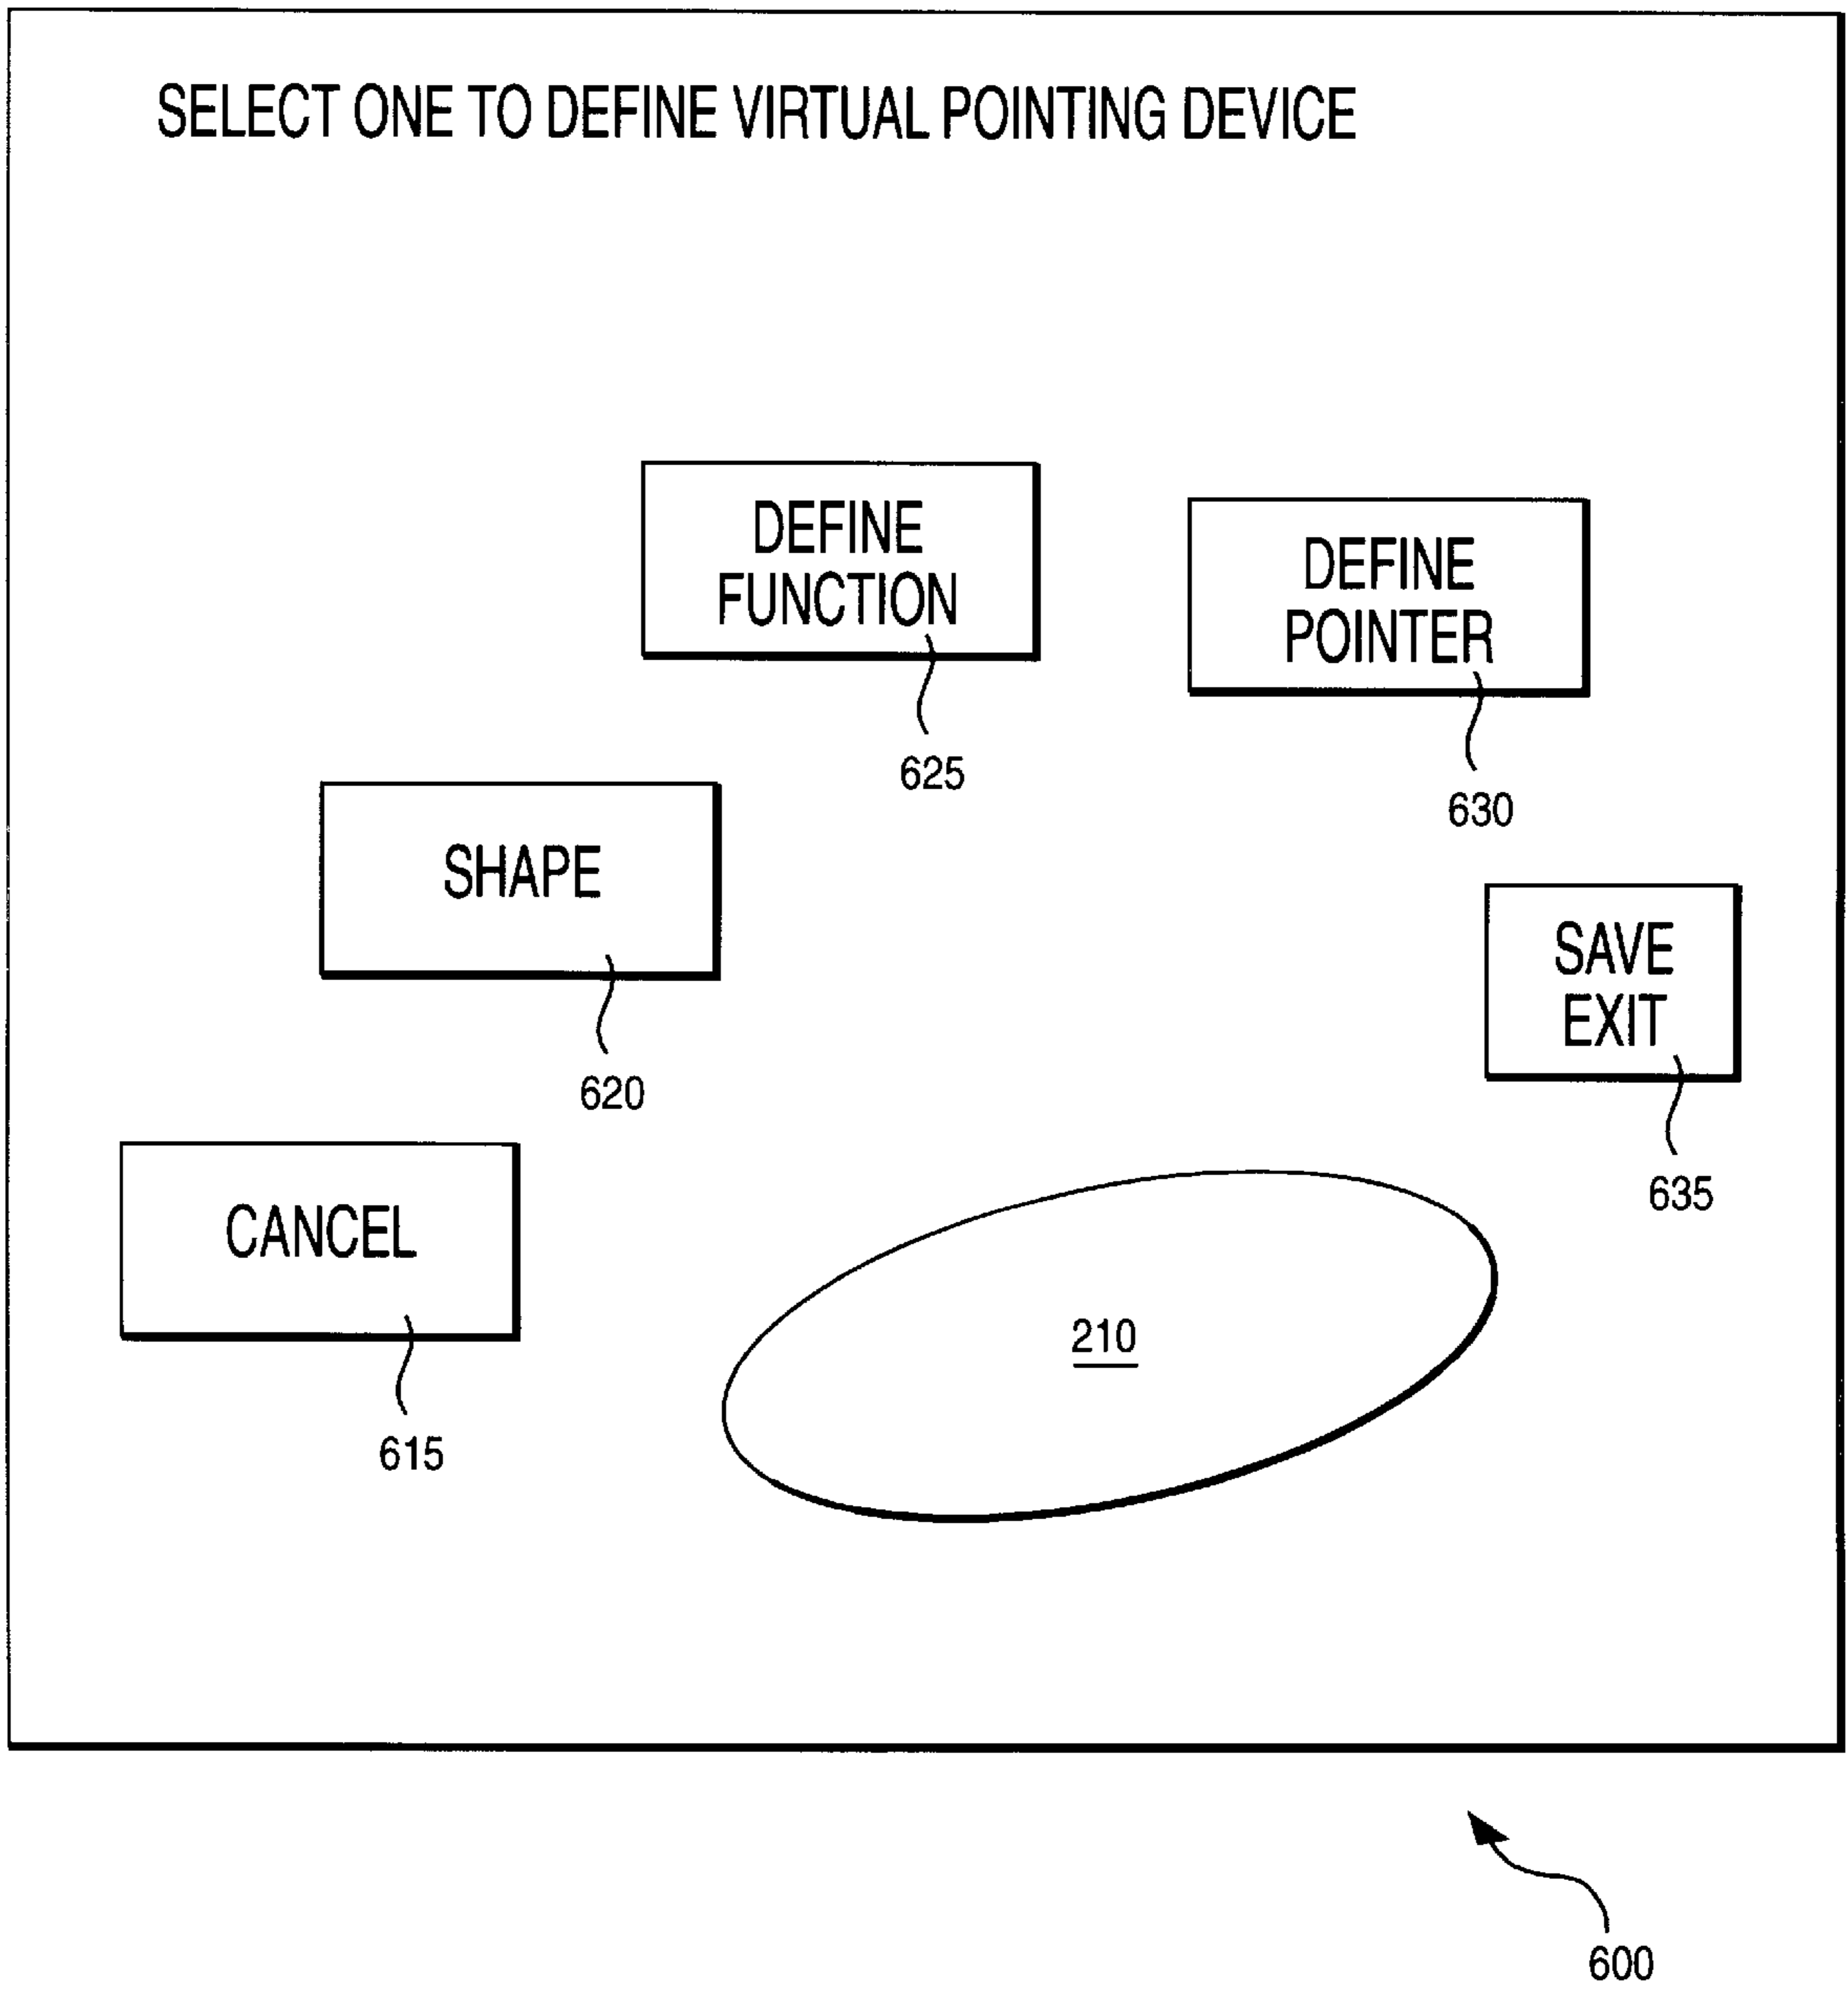 SELECT ONE TO DEFINE VIRTUAL POINTING DEVICE
DEFINE
FUNCTION
625
DEFINE
POINTER
630
SHAPE
620
SAVE
EXIT
635
CANCEL
615
210
600